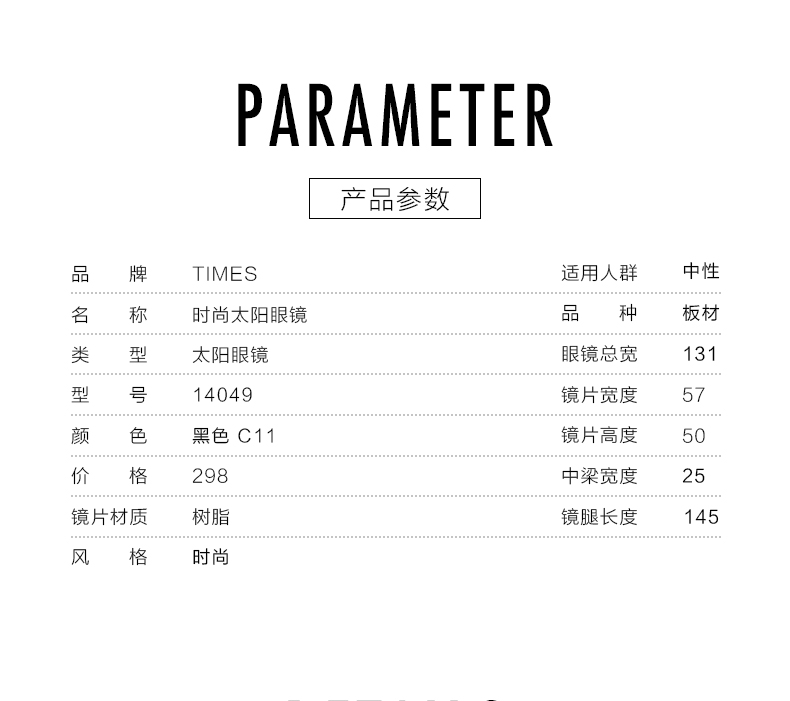 PARAMETER
产品参数
品 牌 TIMES 适用人群 中性
名 称 时尚太阳眼镜 品 种 板材
类 型 太阳眼镜 眼镜总宽 131
型 号 14049 镜片宽度 57
颜 色 黑色 C11 镜片高度 50
价 格 298 中梁宽度 25
镜片材质 树脂 镜腿长度 145
风 格 时尚